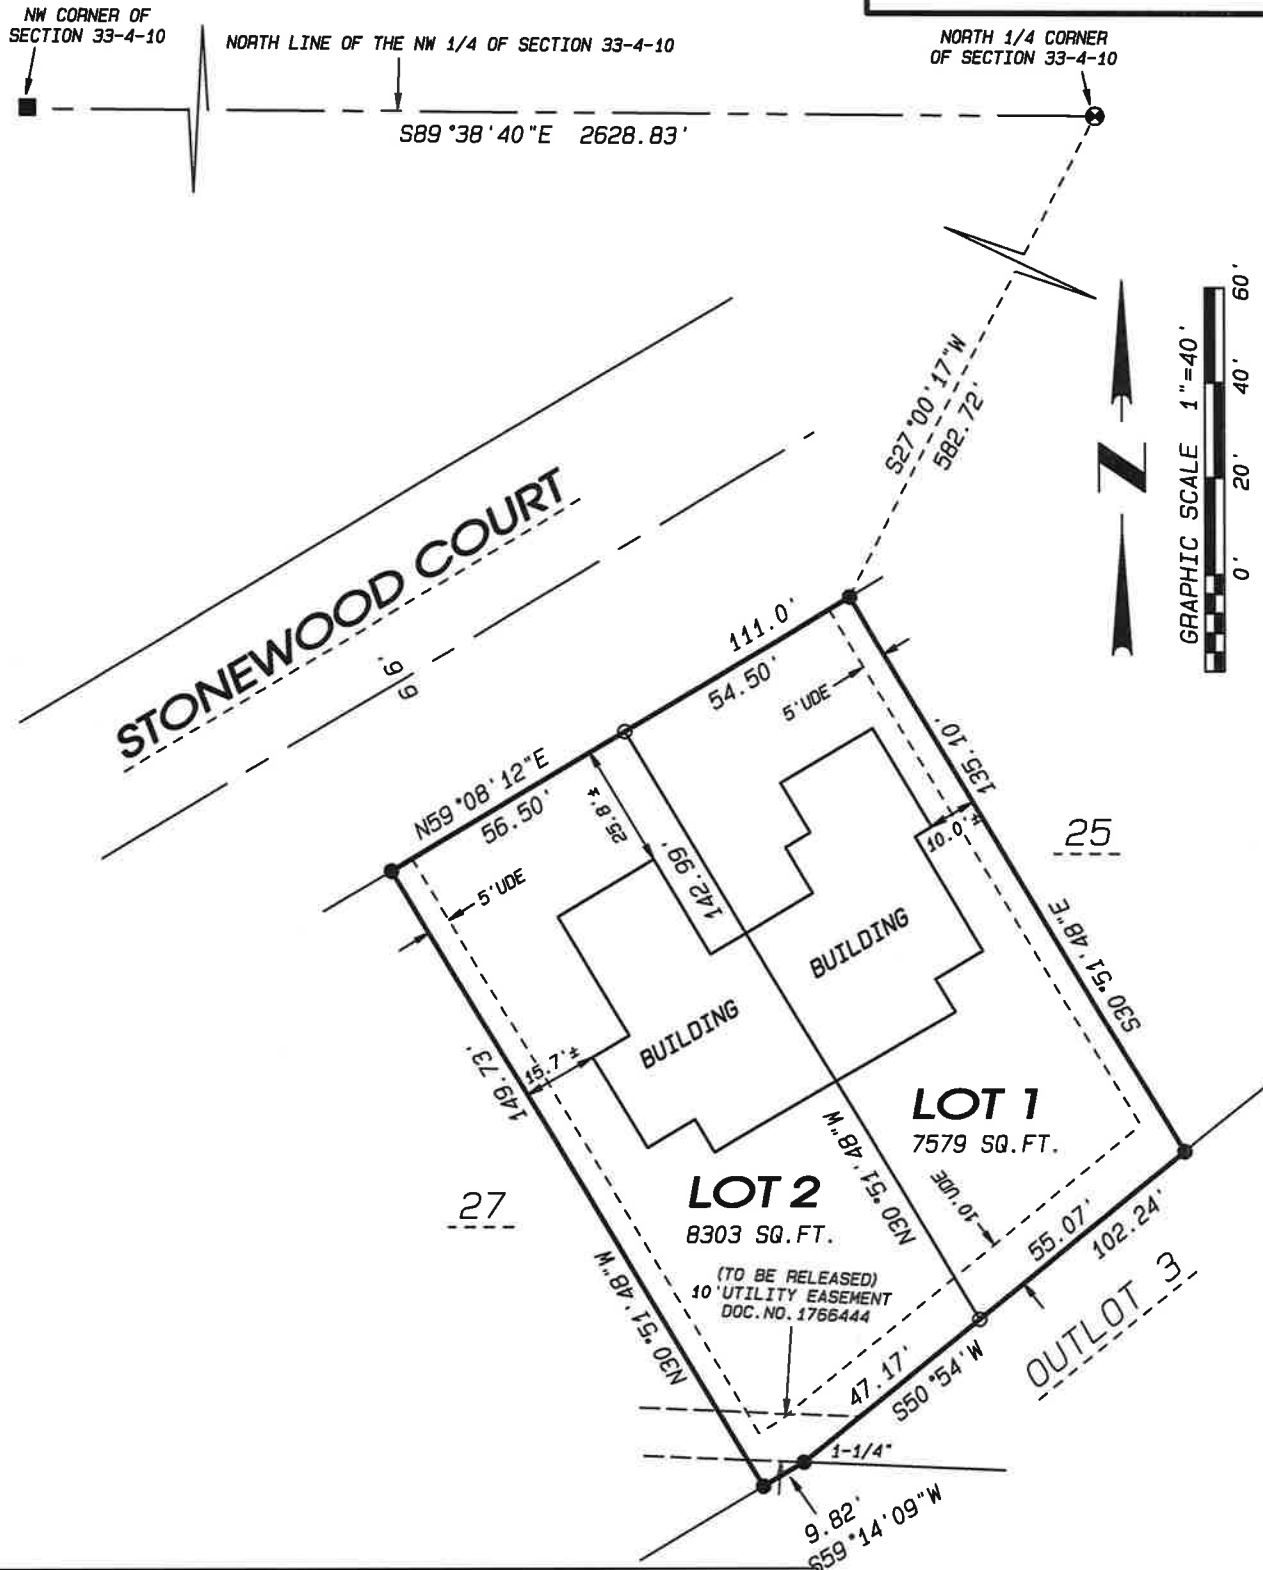 NW CORNER OF
SECTION 33-4-10
NORTH LINE OF THE NW 1/4 OF SECTION 33-4-10
NORTH 1/4 CORNER
OF SECTION 33-4-10
S89°38'40"E 2628.83'
S27°00'17"W
582.72'
GRAPHIC SCALE 1"=40'
0' 20' 40' 60'
N
STONEWOOD COURT
66'
111.0'
54.50'
5'UDE
N59°08'12"E
56.50'
25.8'±
142.99'
135.10'
10.0'±
25
5'UDE
BUILDING
BUILDING
S30°51'48"E
149.73'
15.7'±
LOT 1
7579 SQ.FT.
N30°51'48"W
10'UDE
LOT 2
8303 SQ.FT.
27
55.07'
102.24'
(TO BE RELEASED)
10'UTILITY EASEMENT
DOC.NO.1766444
N30°51'48"W
OUTLOT 3
47.17'
S50°54'W
1-1/4"
9.82'
S59°14'09"W